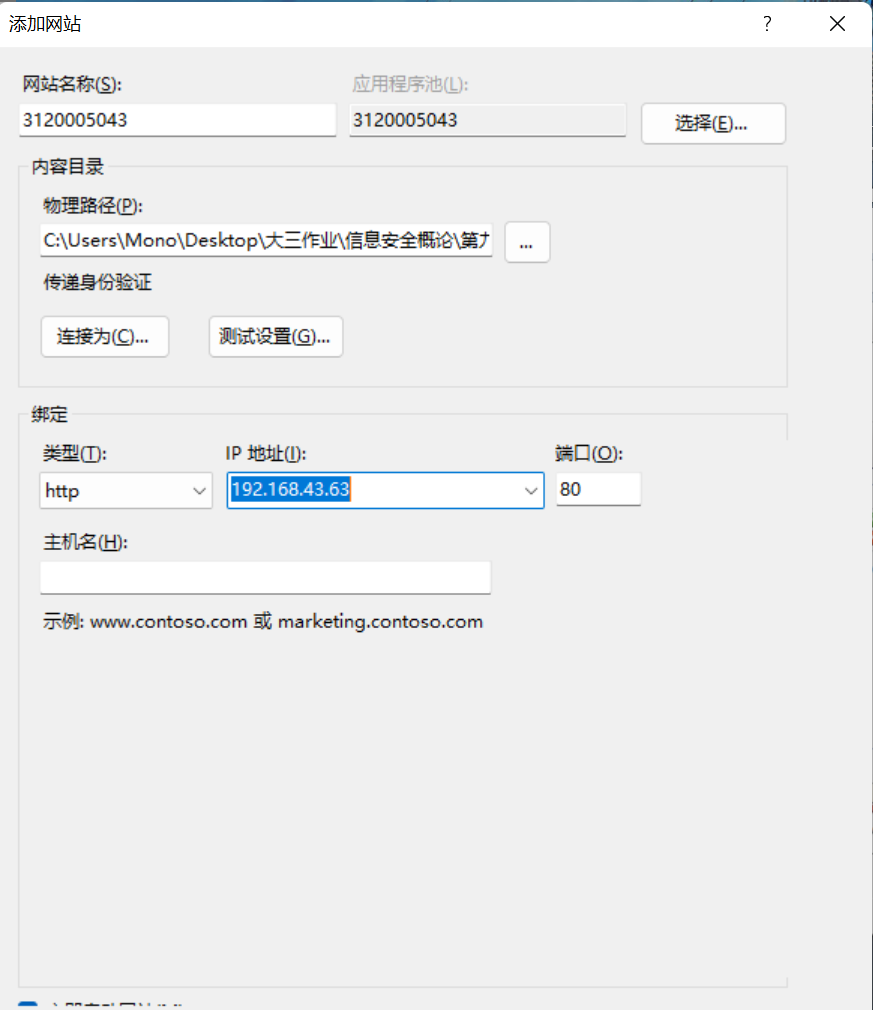 添加网站
网站名称(S): 应用程序池(L):
3120005043 3120005043 选择(E)...
内容目录
物理路径(P):
C:\Users\Mono\Desktop\大三作业\信息安全概论\第九 ...
传递身份验证
连接为(C)... 测试设置(G)...
绑定
类型(T): IP 地址(I): 端口(O):
http 192.168.43.63 80
主机名(H):
示例: www.contoso.com 或 marketing.contoso.com